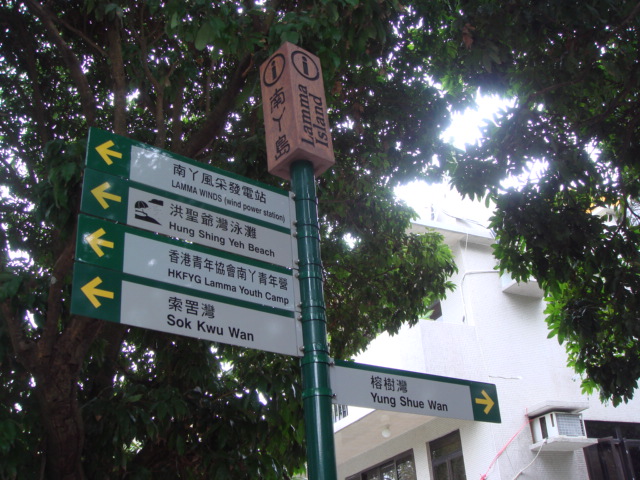 i
i
南丫島
Lamma Island
南丫風采發電站
LAMMA WINDS (wind power station)
洪聖爺灣泳灘
Hung Shing Yeh Beach
香港青年協會南丫青年營
HKFYG Lamma Youth Camp
索罟灣
Sok Kwu Wan
榕樹灣
Yung Shue Wan